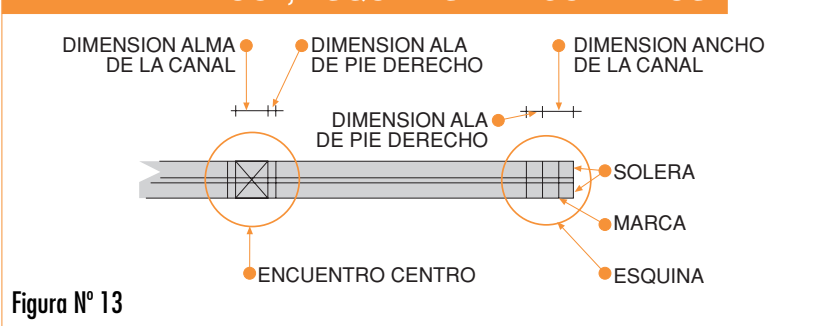 DIMENSION ALMA
DE LA CANAL
DIMENSION ALA
DE PIE DERECHO
DIMENSION ANCHO
DE LA CANAL
DIMENSION ALA
DE PIE DERECHO
SOLERA
MARCA
ENCUENTRO CENTRO
ESQUINA
Figura Nº 13